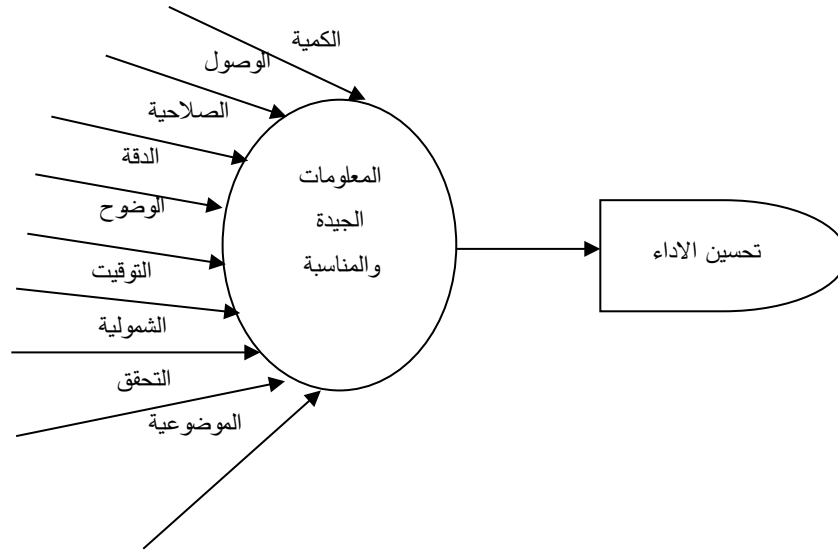 الكمية
الوصول
الصلاحية
الدقة
الوضوح
التوقيت
الشمولية
التحقق
الموضوعية
المعلومات
الجيدة
والمناسبة
تحسين الاداء